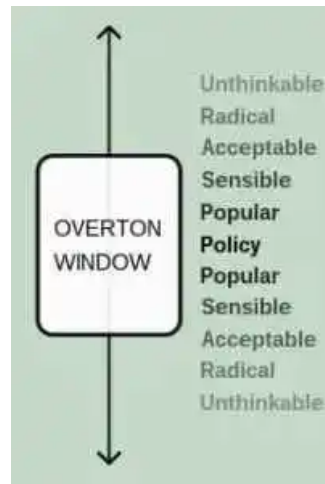 OVERTON
WINDOW
Unthinkable
Radical
Acceptable
Sensible
Popular
Policy
Popular
Sensible
Acceptable
Radical
Unthinkable